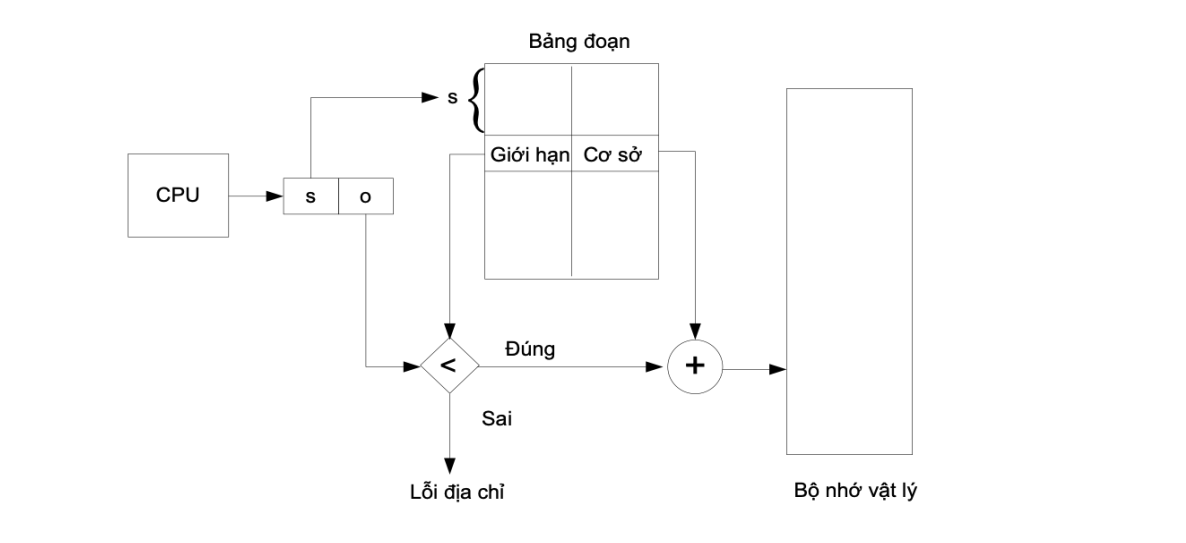 Bảng đoạn
s
{
Giới hạn Cơ sở
CPU
s o
<
Đúng
+
Sai
Lỗi địa chỉ
Bộ nhớ vật lý